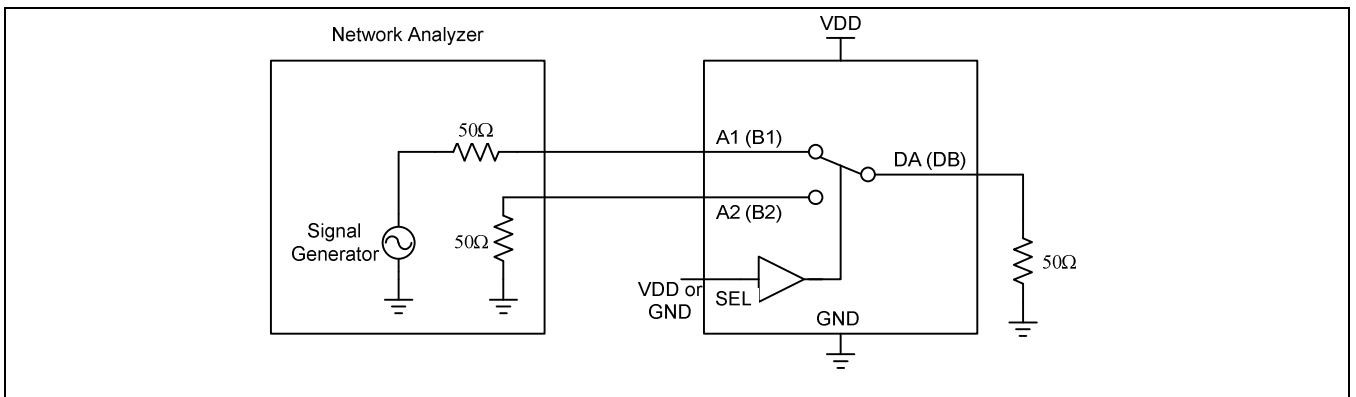 Network Analyzer
VDD
50Ω
A1 (B1)
DA (DB)
A2 (B2)
Signal
Generator
50Ω
50Ω
VDD or
GND
SEL
GND